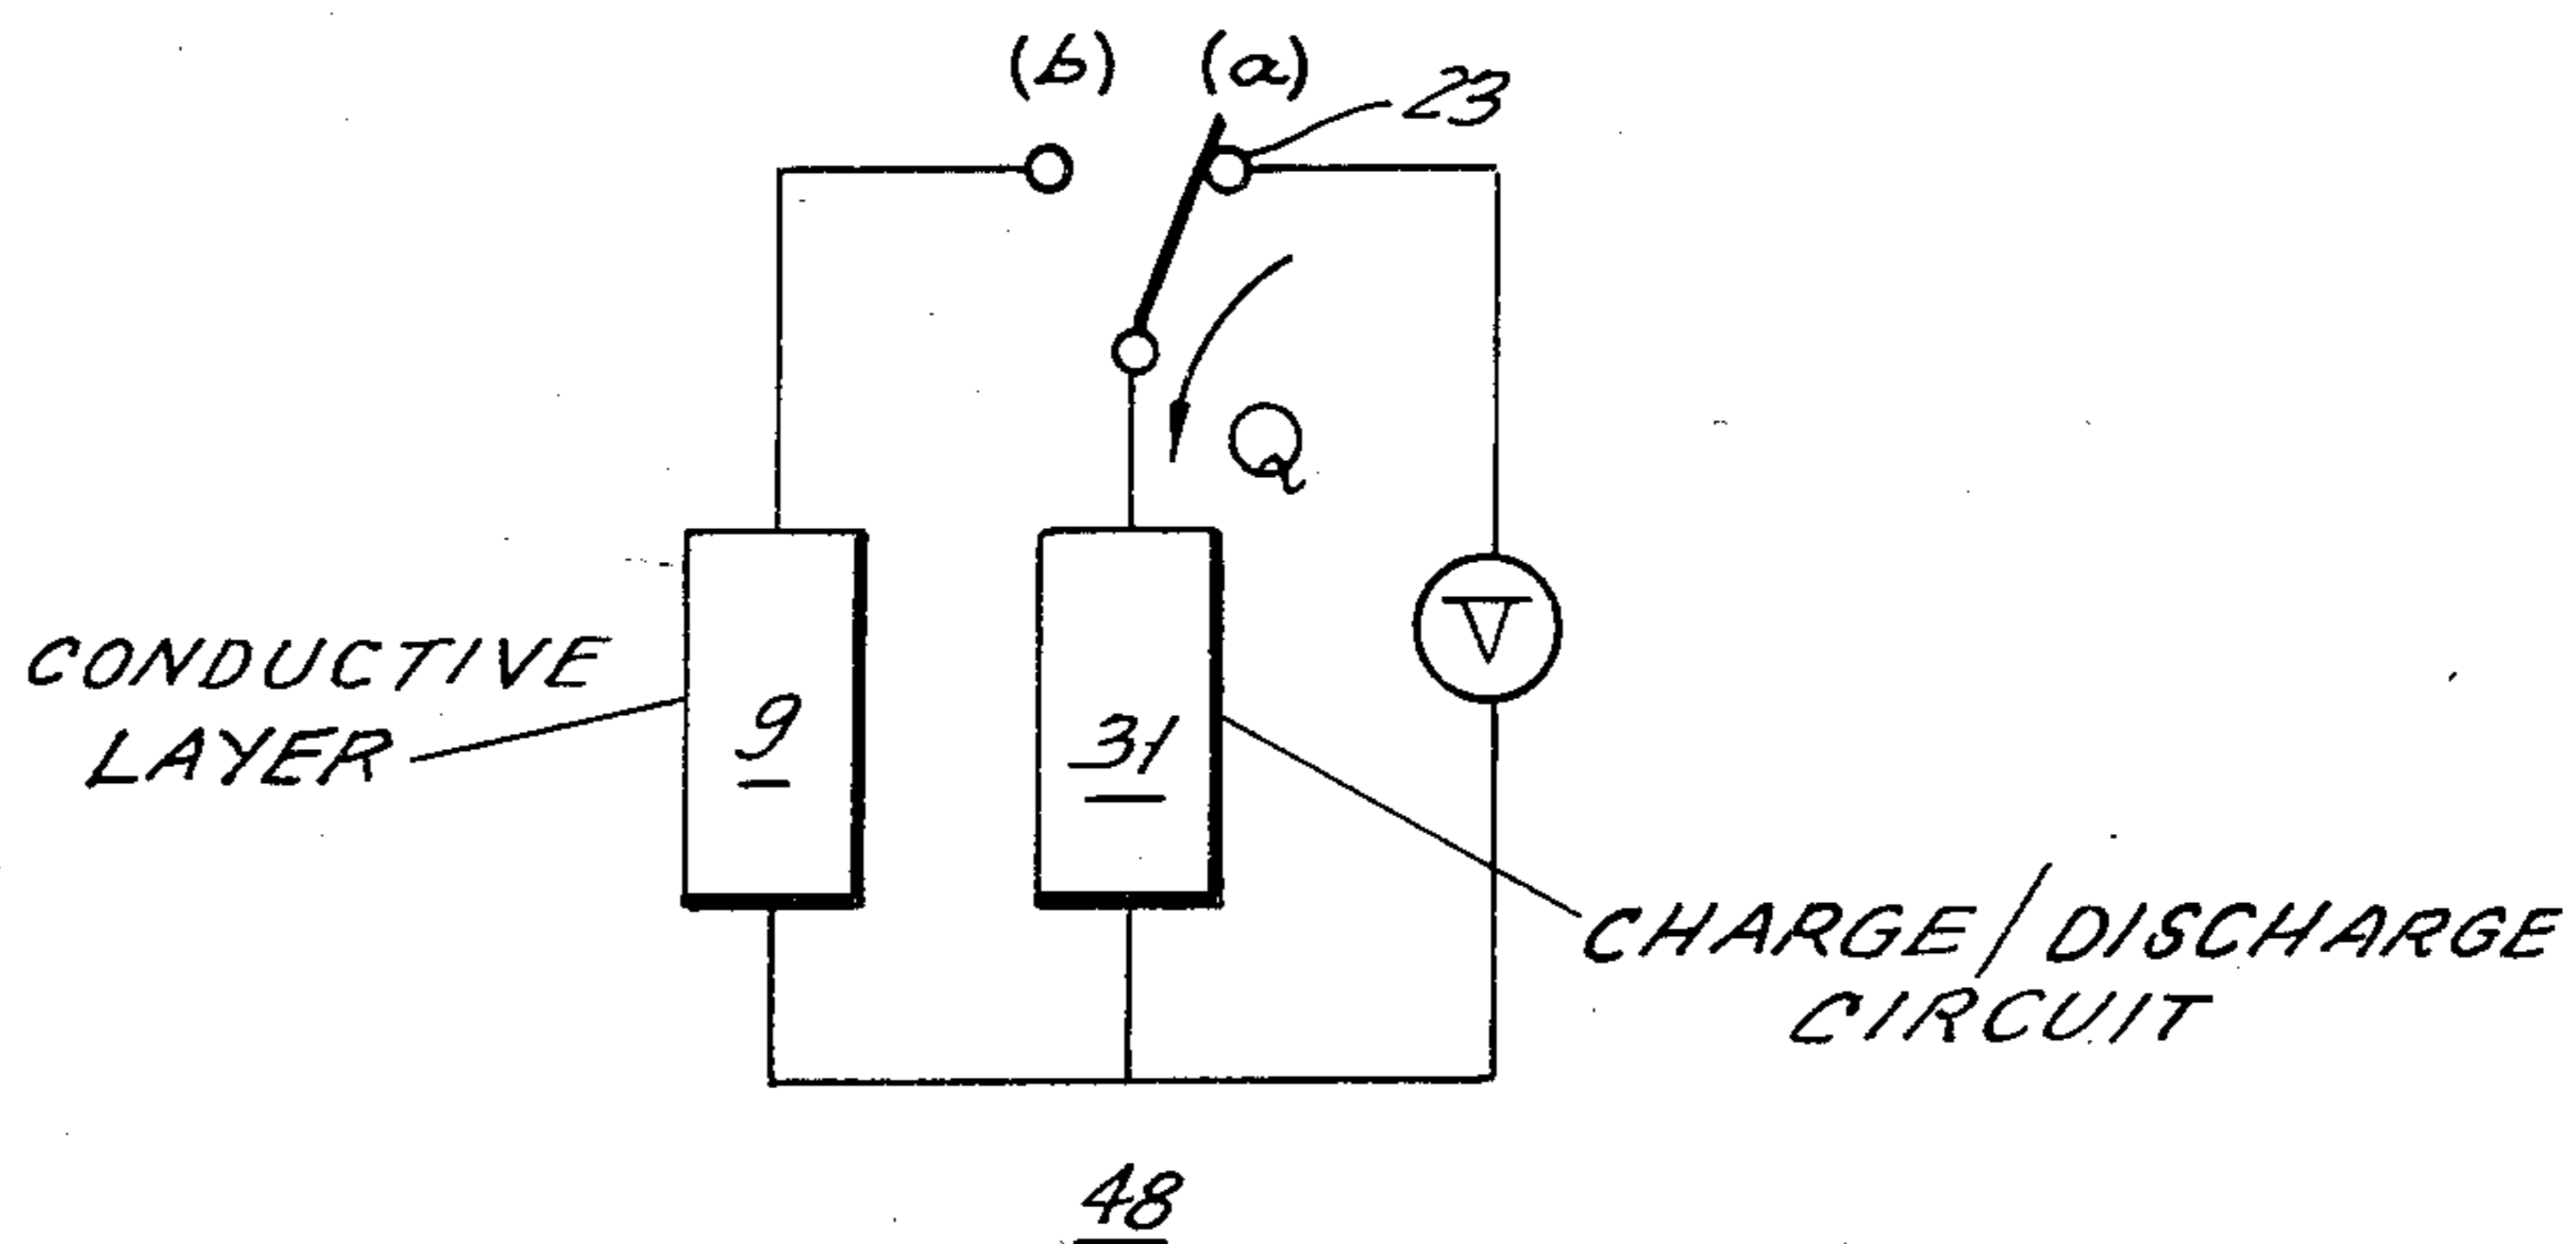 (b) (a)
23
Q
V
CONDUCTIVE
LAYER
9
31
CHARGE/DISCHARGE
CIRCUIT
48